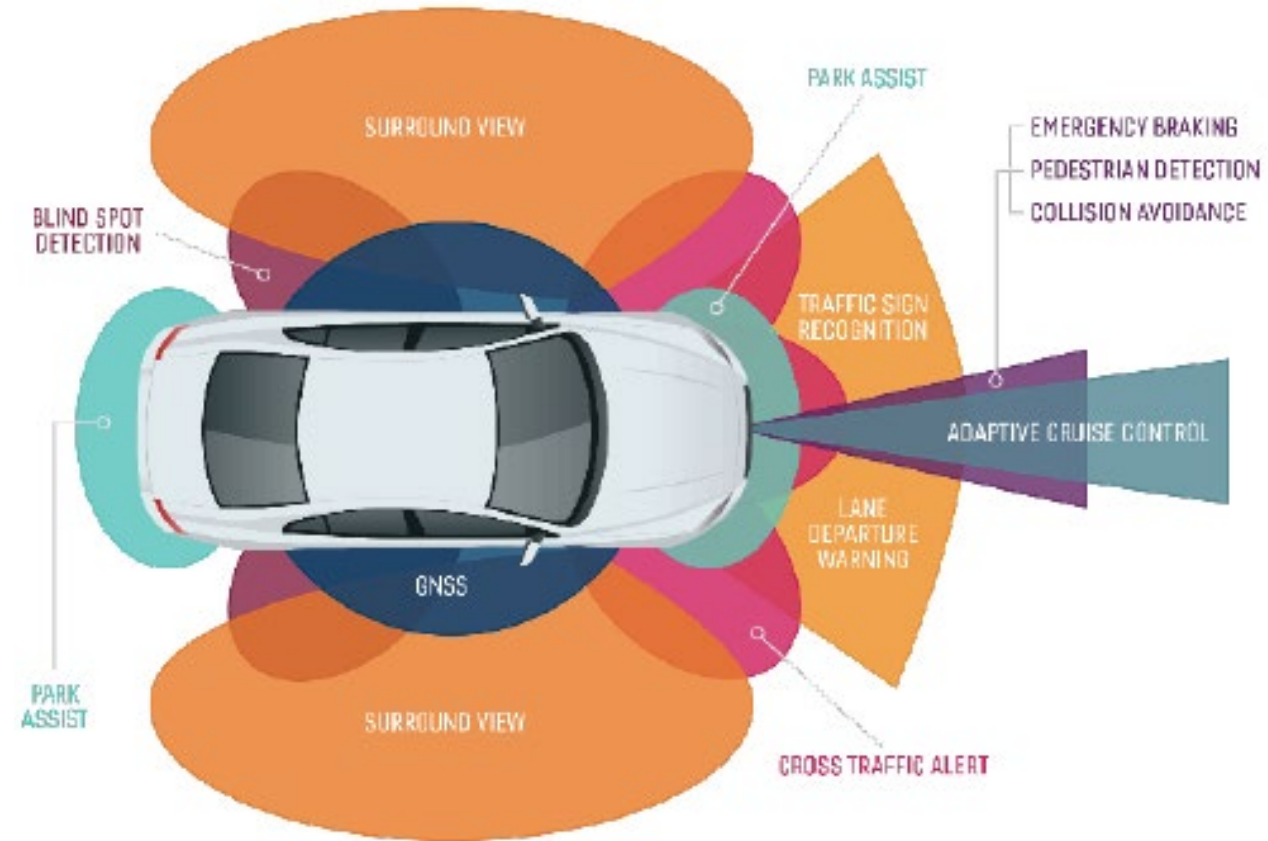 SURROUND VIEW
PARK ASSIST
EMERGENCY BRAKING
PEDESTRIAN DETECTION
COLLISION AVOIDANCE
BLIND SPOT
DETECTION
TRAFFIC SIGN
RECOGNITION
ADAPTIVE CRUISE CONTROL
LANE
DEPARTURE
WARNING
GNSS
PARK
ASSIST
SURROUND VIEW
CROSS TRAFFIC ALERT